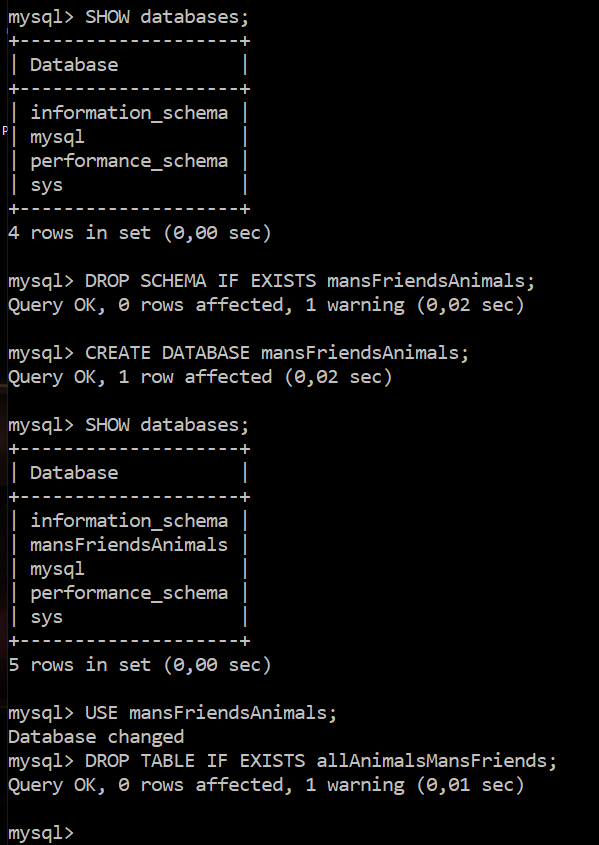 mysql> SHOW databases;
+--------------------+
| Database           |
+--------------------+
| information_schema |
| mysql              |
| performance_schema |
| sys                |
+--------------------+
4 rows in set (0,00 sec)

mysql> DROP SCHEMA IF EXISTS mansFriendsAnimals;
Query OK, 0 rows affected, 1 warning (0,02 sec)

mysql> CREATE DATABASE mansFriendsAnimals;
Query OK, 1 row affected (0,02 sec)

mysql> SHOW databases;
+--------------------+
| Database           |
+--------------------+
| information_schema |
| mansFriendsAnimals |
| mysql              |
| performance_schema |
| sys                |
+--------------------+
5 rows in set (0,00 sec)

mysql> USE mansFriendsAnimals;
Database changed
mysql> DROP TABLE IF EXISTS allAnimalsMansFriends;
Query OK, 0 rows affected, 1 warning (0,01 sec)

mysql>